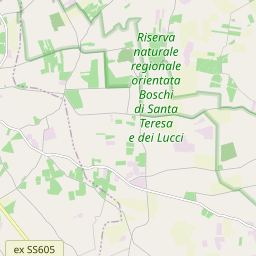 Riserva
naturale
regionale
orientata
Boschi
di Santa
Teresa
e dei Lucci
ex SS605